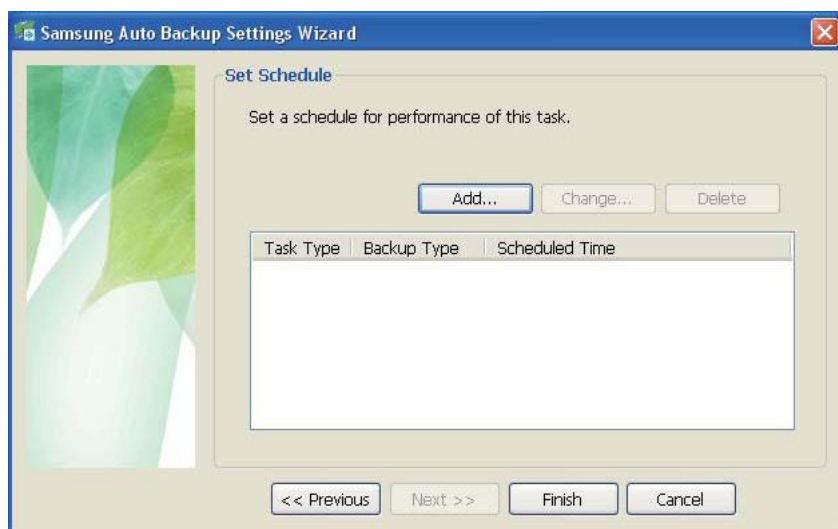 Samsung Auto Backup Settings Wizard
Set Schedule
Set a schedule for performance of this task.
Add... Change... Delete
Task Type Backup Type Scheduled Time
<< Previous Next >> Finish Cancel